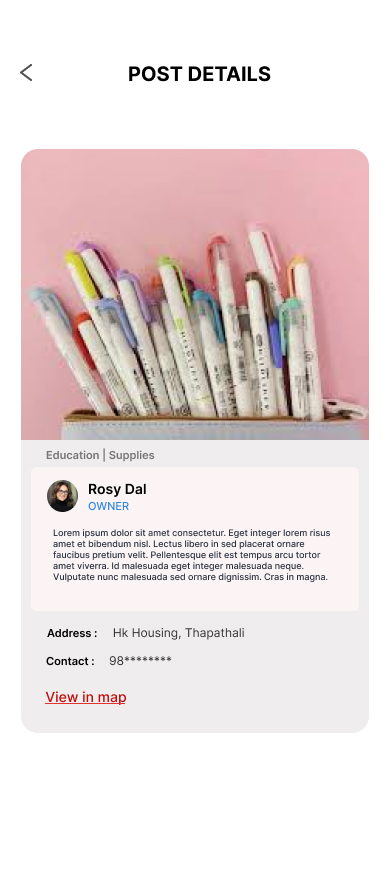 POST DETAILS
Education | Supplies
Rosy Dal
OWNER
Lorem ipsum dolor sit amet consectetur. Eget integer lorem risus
amet et bibendum nisl. Lectus libero in sed placerat ornare
faucibus pretium velit. Pellentesque elit est tempus arcu tortor
amet viverra. Id malesuada eget integer malesuada neque.
Vulputate nunc malesuada sed ornare dignissim. Cras in magna.
Address : Hk Housing, Thapathali
Contact : 98********
View in map